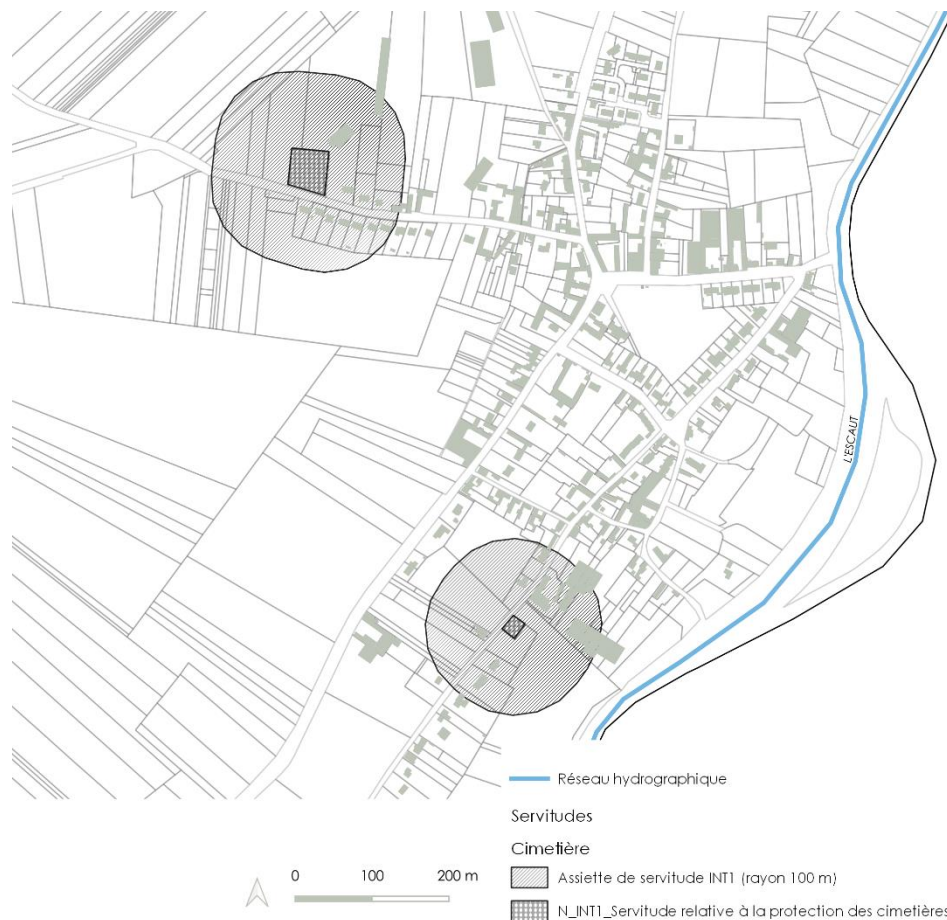 L'ESCAUT
Réseau hydrographique
Servitudes
Cimetière
0 100 200 m
Assiette de servitude INT1 (rayon 100 m)
N_INT1_Servitude relative à la protection des cimetières